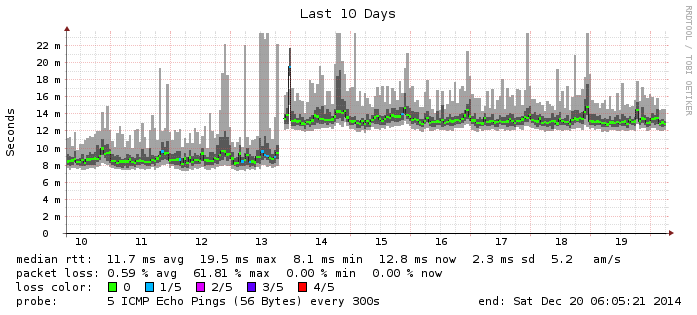 Last 10 Days
RRDTOOL / TOBI OETIKER
Seconds
22 m
20 m
18 m
16 m
14 m
12 m
10 m
8 m
6 m
4 m
2 m
0
10 11 12 13 14 15 16 17 18 19
median rtt: 11.7 ms avg 19.5 ms max 8.1 ms min 12.8 ms now 2.3 ms sd 5.2 am/s
packet loss: 0.59 % avg 61.81 % max 0.00 % min 0.00 % now
loss color: 0 1/5 2/5 3/5 4/5
probe: 5 ICMP Echo Pings (56 Bytes) every 300s end: Sat Dec 20 06:05:21 2014